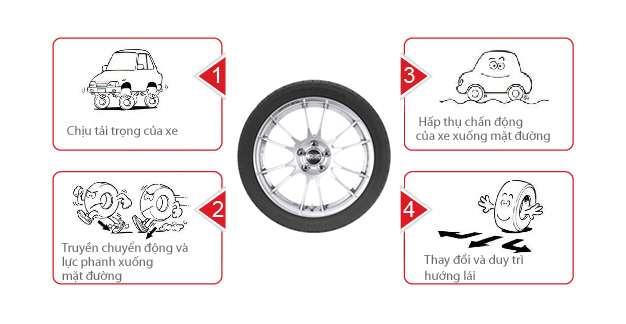 1
Chịu tải trọng của xe
2
Truyền chuyển động và
lực phanh xuống
mặt đường
3
Hấp thụ chấn động
của xe xuống mặt đường
4
Thay đổi và duy trì
hướng lái